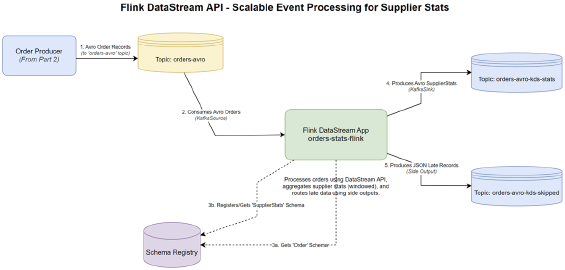 Flink DataStream API - Scalable Event Processing for Supplier Stats
Order Producer
(From Part 2)
1. Avro Order Records
(to 'orders-avro' topic)
Topic: orders-avro
4. Produces Avro SupplierStats
(KafkaSink)
Topic: orders-avro-kds-stats
2. Consumes Avro Orders
(KafkaSource)
Flink DataStream App
orders-stats-flink
5. Produces JSON Late Records
(Side Output)
Processes orders using DataStream API,
aggregates supplier stats (windowed), and
routes late data using side outputs.
Topic: orders-avro-kds-skipped
3b. Registers/Gets 'SupplierStats' Schema
3a. Gets 'Order' Schema
Schema Registry